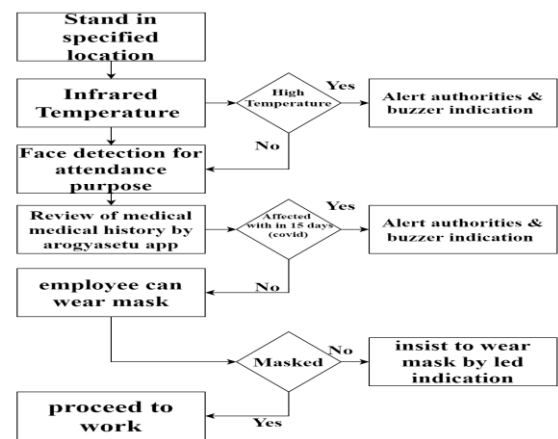 Stand in
specified
location
Infrared
Temperature
High
Temperature
Yes
Alert authorities &
buzzer indication
No
Face detection for
attendance
purpose
Review of medical
medical history by
arogyasetu app
Affected
with in 15 days
(covid)
Yes
Alert authorities &
buzzer indication
No
employee can
wear mask
Masked
No
insist to wear
mask by led
indication
Yes
proceed to
work